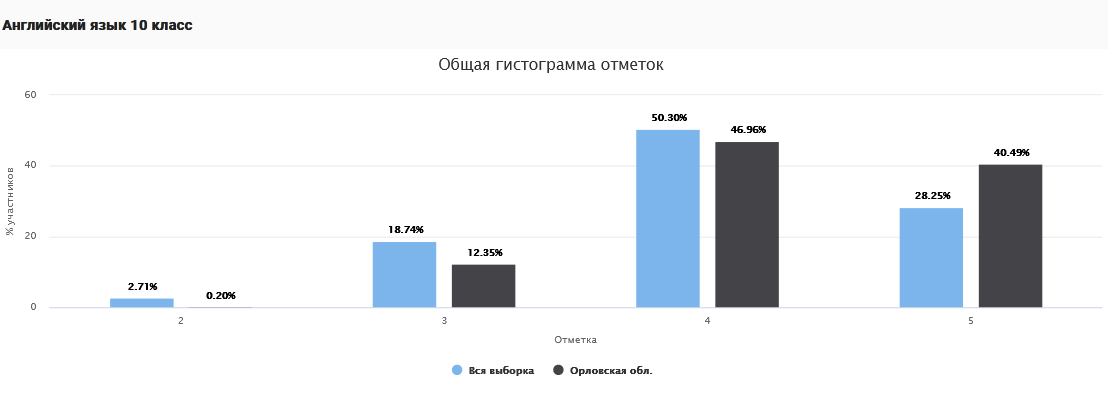 Английский язык 10 класс
Общая гистограмма отметок
60
40
20
0
% участников
2.71%
0.20%
18.74%
12.35%
50.30%
46.96%
28.25%
40.49%
2
3
4
5
Отметка
Вся выборка
Орловская обл.